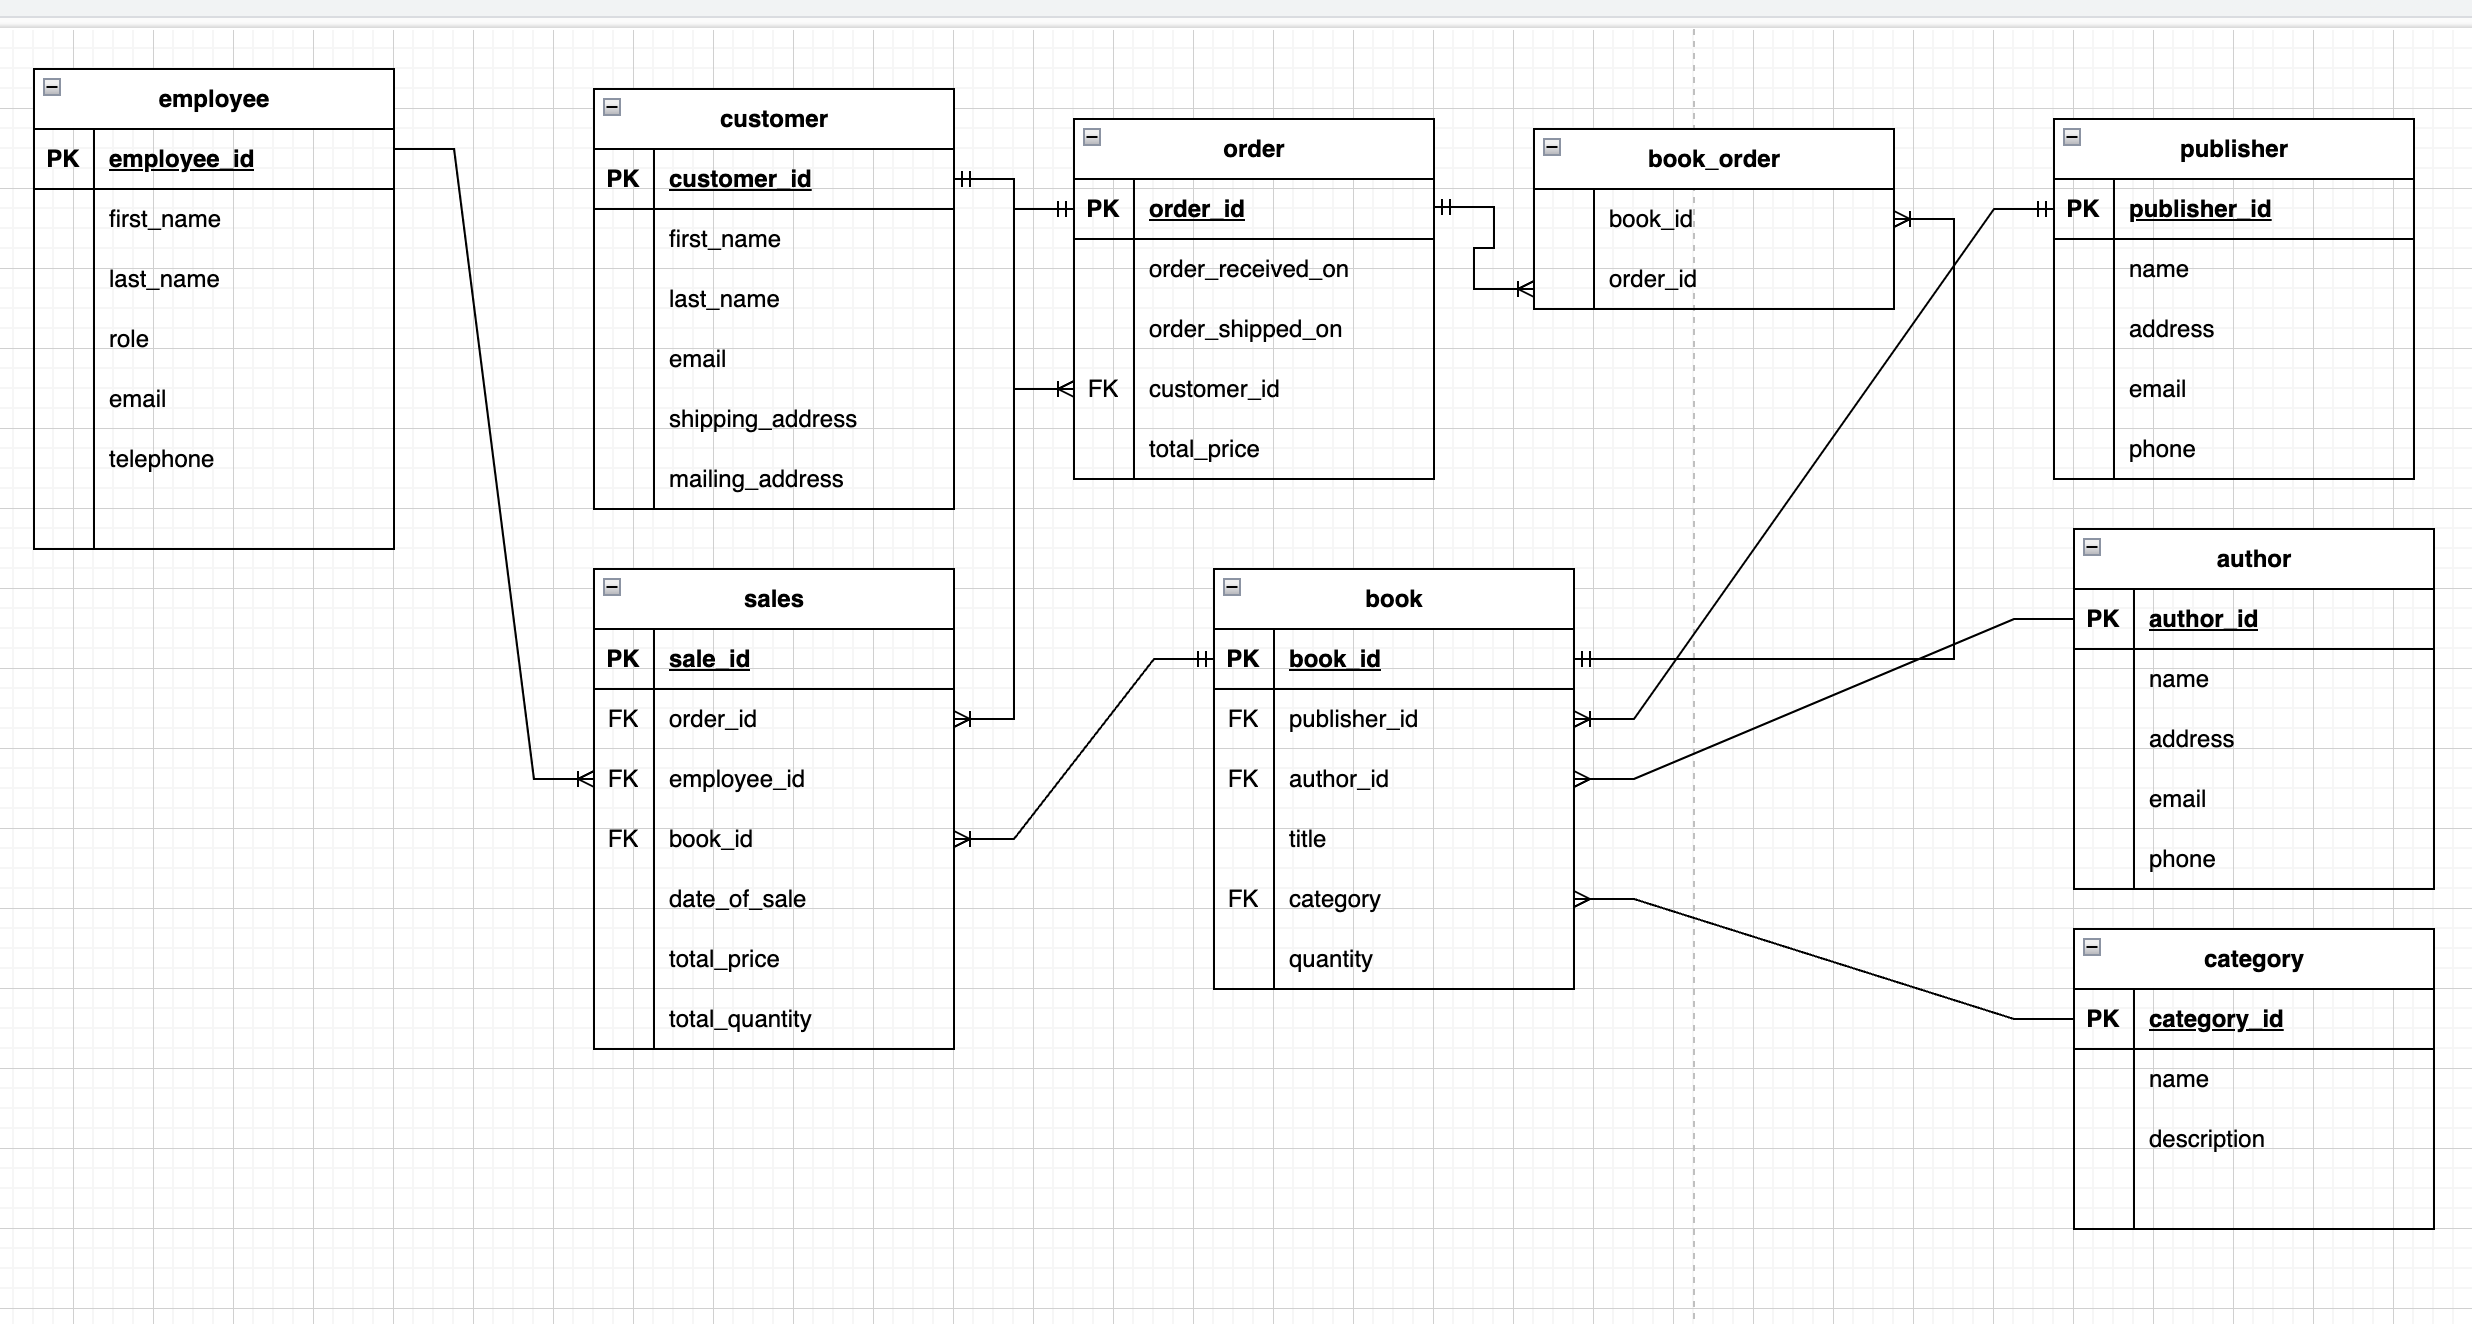 employee
PK employee_id
first_name
last_name
role
email
telephone
customer
PK customer_id
first_name
last_name
email
shipping_address
mailing_address
order
PK order_id
order_received_on
order_shipped_on
FK customer_id
total_price
book_order
book_id
order_id
publisher
PK publisher_id
name
address
email
phone
sales
PK sale_id
FK order_id
FK employee_id
FK book_id
date_of_sale
total_price
total_quantity
book
PK book_id
FK publisher_id
FK author_id
title
FK category
quantity
author
PK author_id
name
address
email
phone
category
PK category_id
name
description